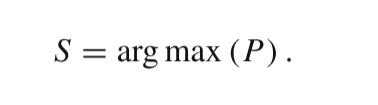 S = arg max (P) .